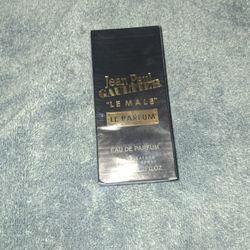 Jean Paul
GAULTIER
"LE MALE"
LE PARFUM
EAU DE PARFUM